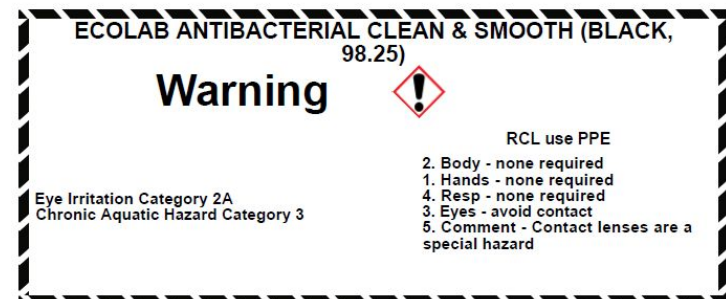 ECOLAB ANTIBACTERIAL CLEAN & SMOOTH (BLACK,
98.25)
Warning
Eye Irritation Category 2A
Chronic Aquatic Hazard Category 3
RCL use PPE
2. Body - none required
1. Hands - none required
4. Resp - none required
3. Eyes - avoid contact
5. Comment - Contact lenses are a
special hazard